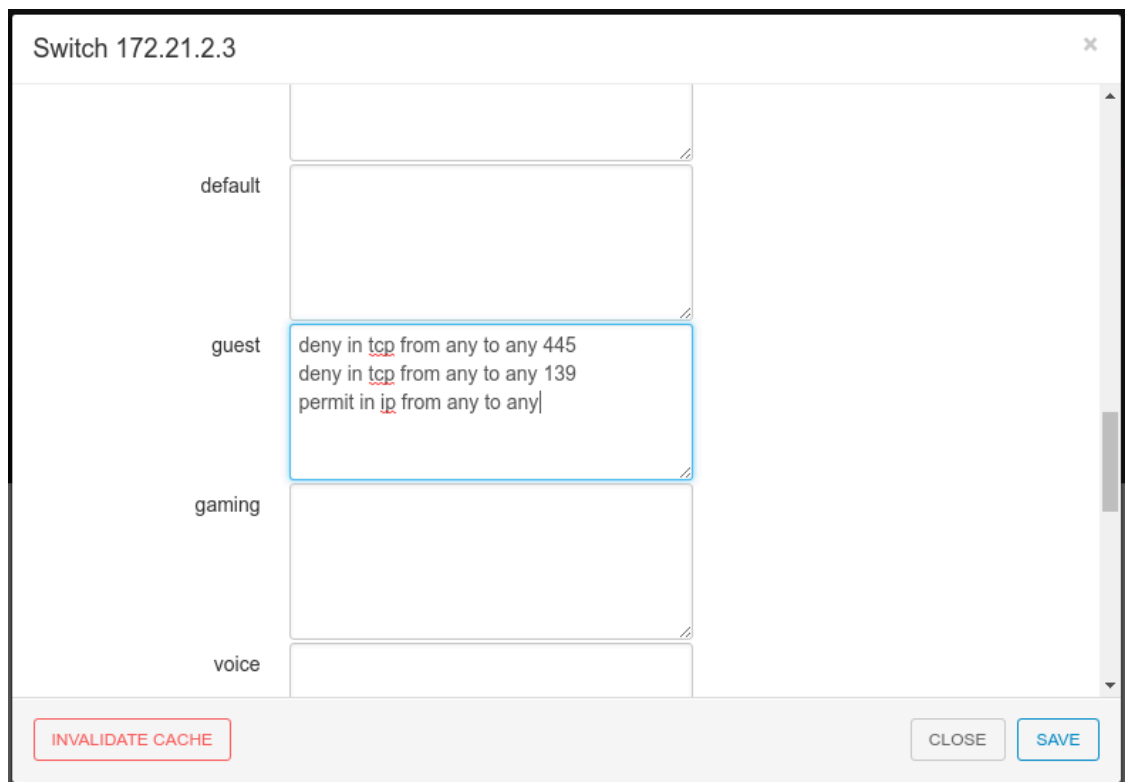 Switch 172.21.2.3
×
default
guest
deny in tcp from any to any 445
deny in tcp from any to any 139
permit in ip from any to any
gaming
voice
INVALIDATE CACHE
CLOSE
SAVE